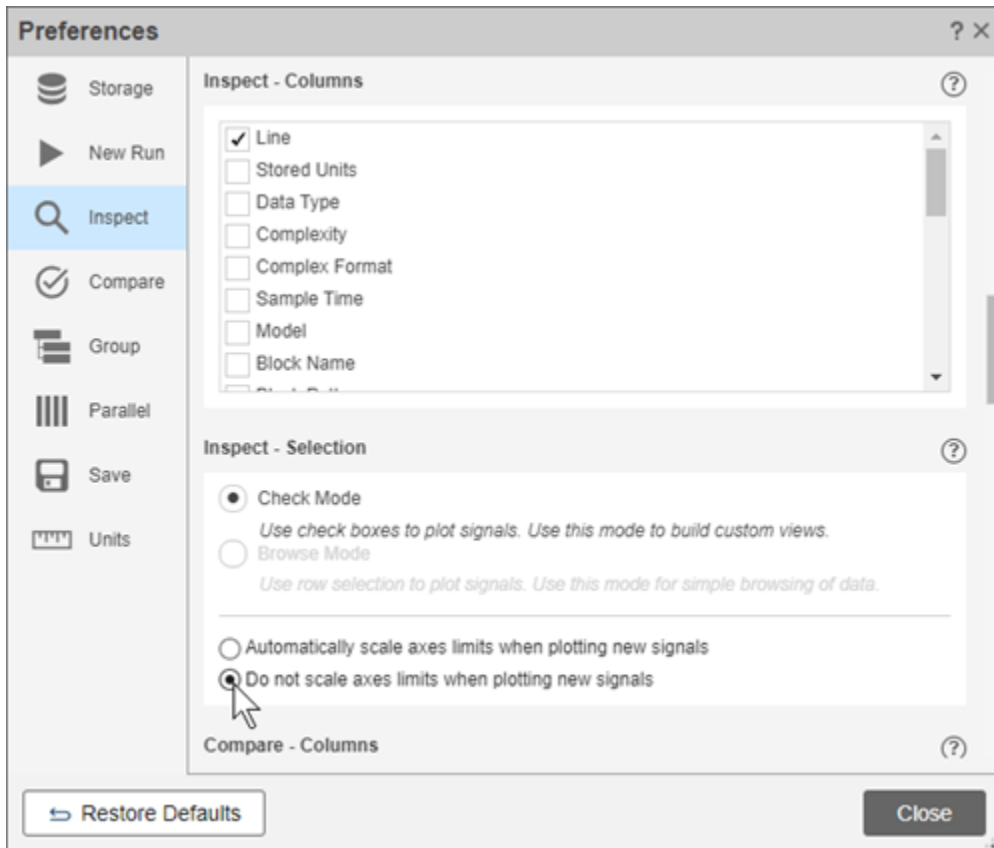 Preferences
? ×
Storage
New Run
Inspect
Compare
Group
Parallel
Save
Units
Inspect - Columns
?
Line
Stored Units
Data Type
Complexity
Complex Format
Sample Time
Model
Block Name
Inspect - Selection
?
Check Mode
Use check boxes to plot signals. Use this mode to build custom views.
Browse Mode
Use row selection to plot signals. Use this mode for simple browsing of data.
Automatically scale axes limits when plotting new signals
Do not scale axes limits when plotting new signals
Compare - Columns
?
Restore Defaults
Close